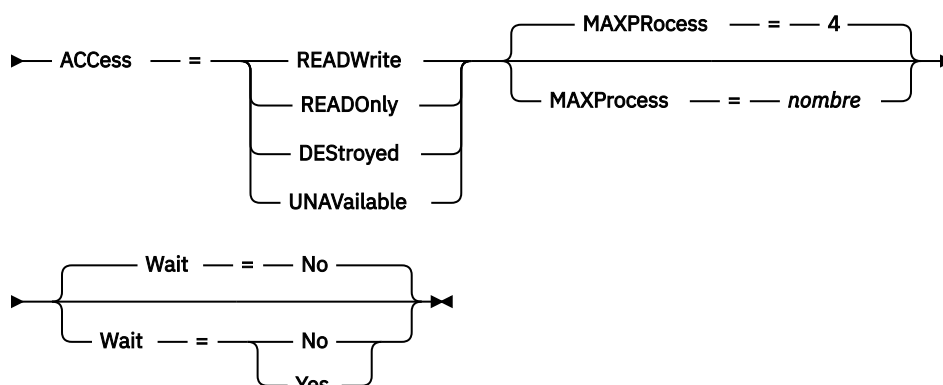 MAXPRocess = 4
ACCess = READWrite
READOnly
MAXProcess = nombre
DEStroyed
UNAVailable
Wait = No
Wait = No
Yes